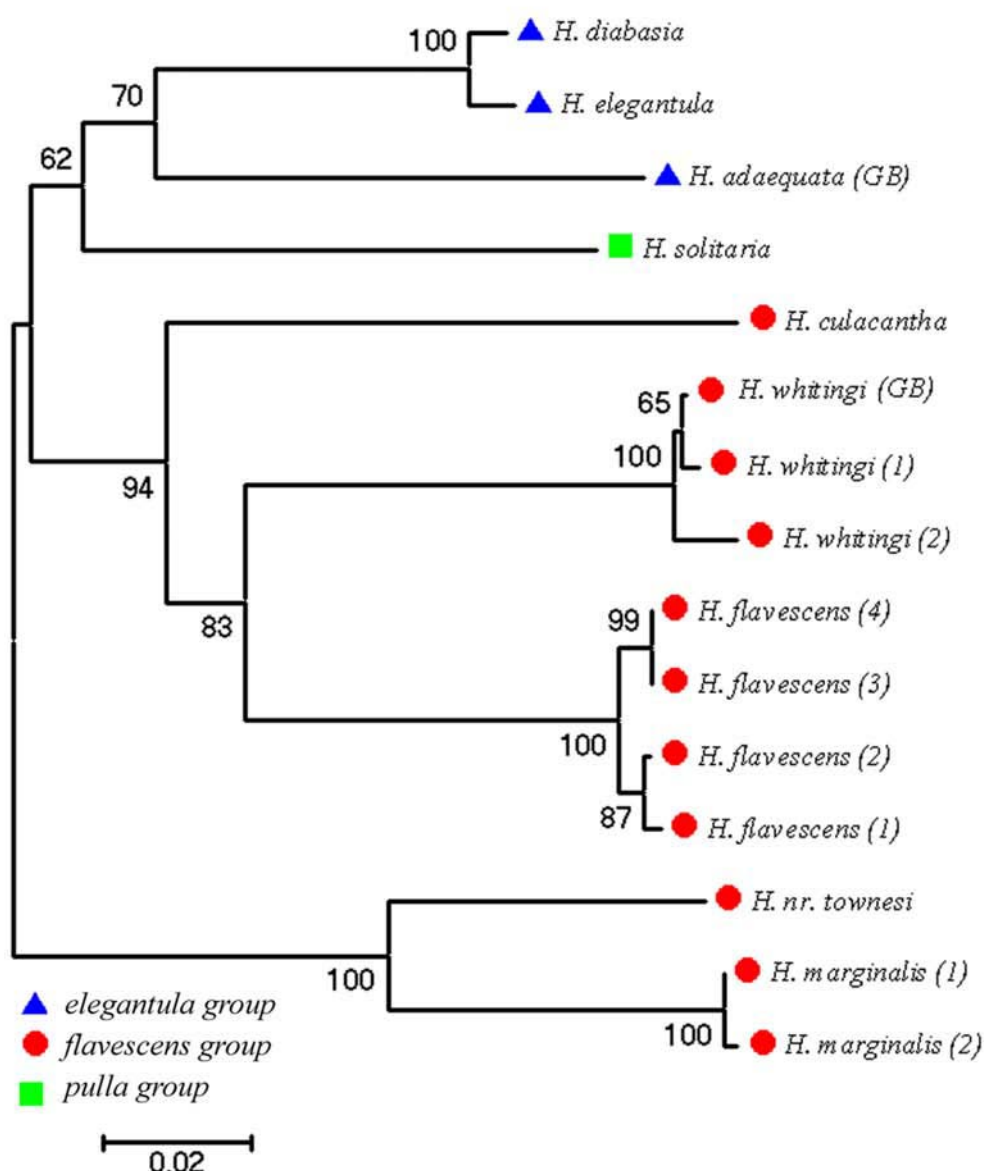 100
H. diabasia
H. elegantula
70
62
H. adaequata (GB)
H. solitaria
H. culacantha
65
H. whitingi (GB)
100
H. whitingi (1)
94
H. whitingi (2)
99
H. flavescens (4)
83
H. flavescens (3)
100
H. flavescens (2)
87
H. flavescens (1)
H. nr. townesi
100
H. marginalis (1)
100
H. marginalis (2)
elegantula group
flavescens group
pulla group
0.02